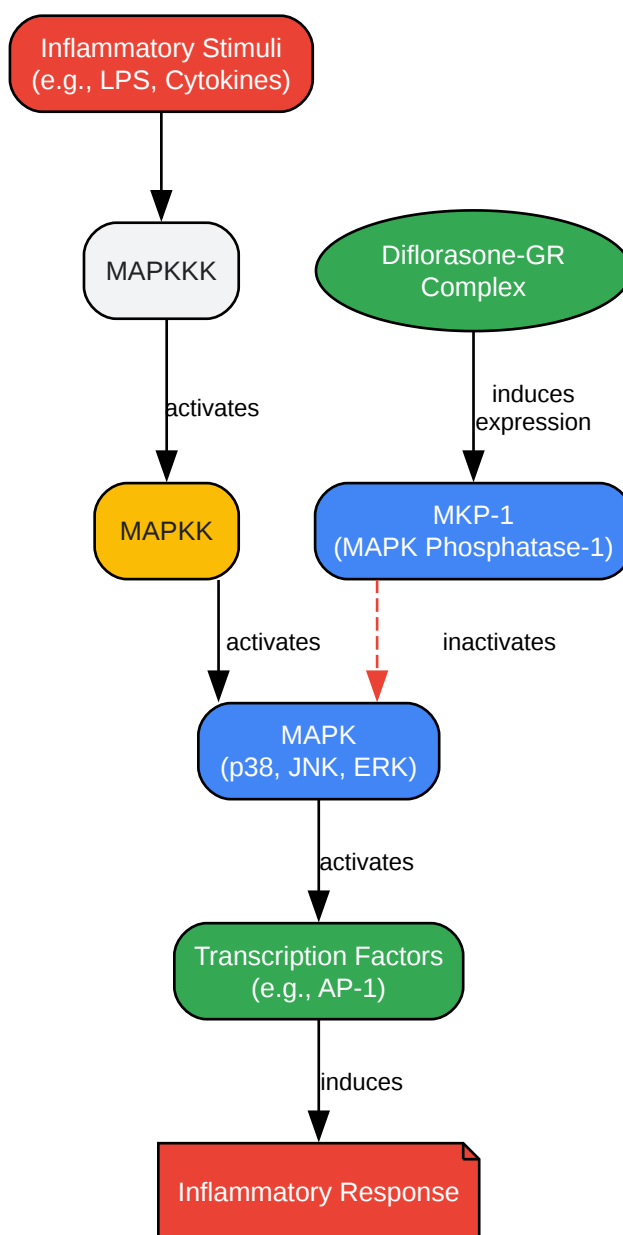 Inflammatory Stimuli
(e.g., LPS, Cytokines)
MAPKKK
Diflorasone-GR
Complex
activates
induces
expression
MAPKK
MKP-1
(MAPK Phosphatase-1)
activates
inactivates
MAPK
(p38, JNK, ERK)
activates
Transcription Factors
(e.g., AP-1)
induces
Inflammatory Response